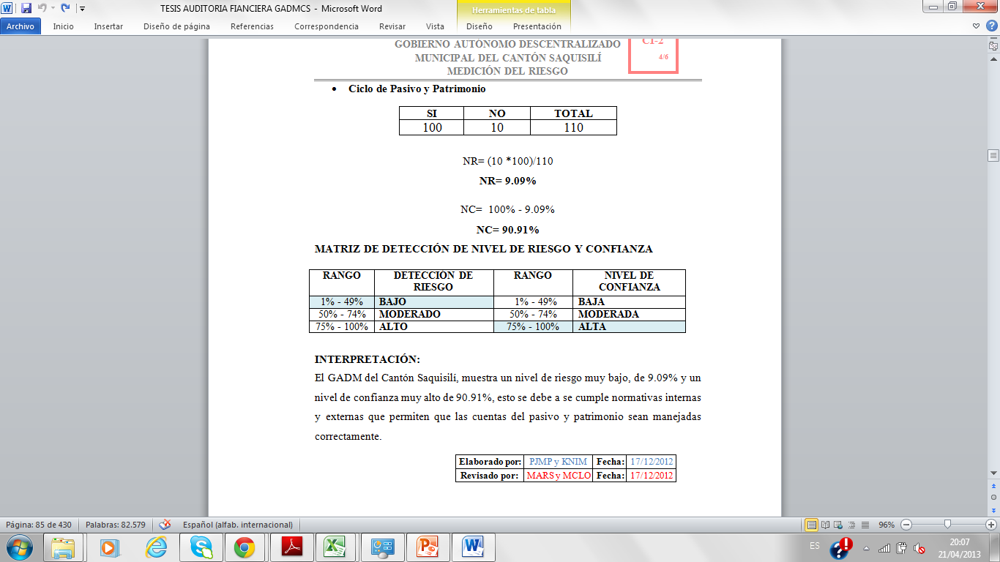 TESIS AUDITORIA FIANCIERA GADMCS - Microsoft Word
Herramientas de tabla
Archivo Inicio Insertar Diseño de página Referencias Correspondencia Revisar Vista Diseño Presentación
GOBIERNO AUTÓNOMO DESCENTRALIZADO
MUNICIPAL DEL CANTÓN SAQUISILÍ
MEDICIÓN DEL RIESGO
CI-2
4/6
• Ciclo de Pasivo y Patrimonio
SI NO TOTAL
100 10 110
NR= (10 *100)/110
NR= 9.09%
NC= 100% - 9.09%
NC= 90.91%
MATRIZ DE DETECCIÓN DE NIVEL DE RIESGO Y CONFIANZA
RANGO DETECCIÓN DE RIESGO RANGO NIVEL DE CONFIANZA
1% - 49% BAJO 1% - 49% BAJA
50% - 74% MODERADO 50% - 74% MODERADA
75% - 100% ALTO 75% - 100% ALTA
INTERPRETACIÓN:
El GADM del Cantón Saquisilí, muestra un nivel de riesgo muy bajo, de 9.09% y un
nivel de confianza muy alto de 90.91%, esto se debe a se cumple normativas internas
y externas que permiten que las cuentas del pasivo y patrimonio sean manejadas
correctamente.
Elaborado por: PJMP y KNIM Fecha: 17/12/2012
Revisado por: MARS y MCLO Fecha: 17/12/2012
Página: 85 de 430 Palabras: 82.579 Español (alfab. internacional) 96%
ES 20:07
21/04/2013